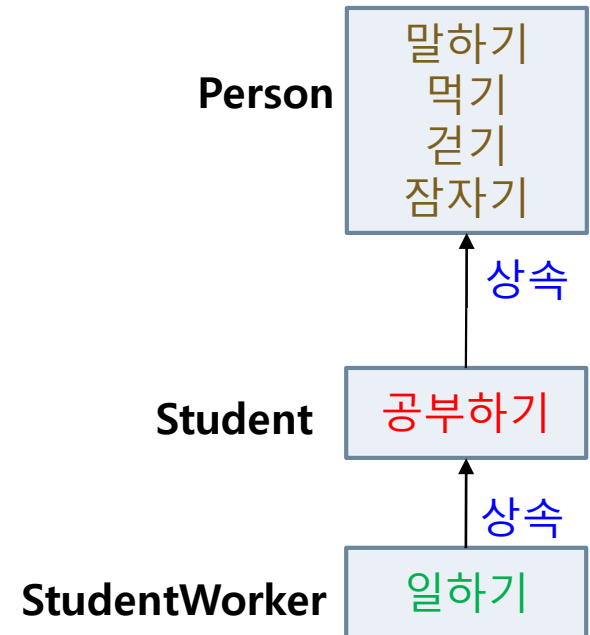 Person
말하기
먹기
걷기
잠자기
상속
Student
공부하기
상속
StudentWorker
일하기